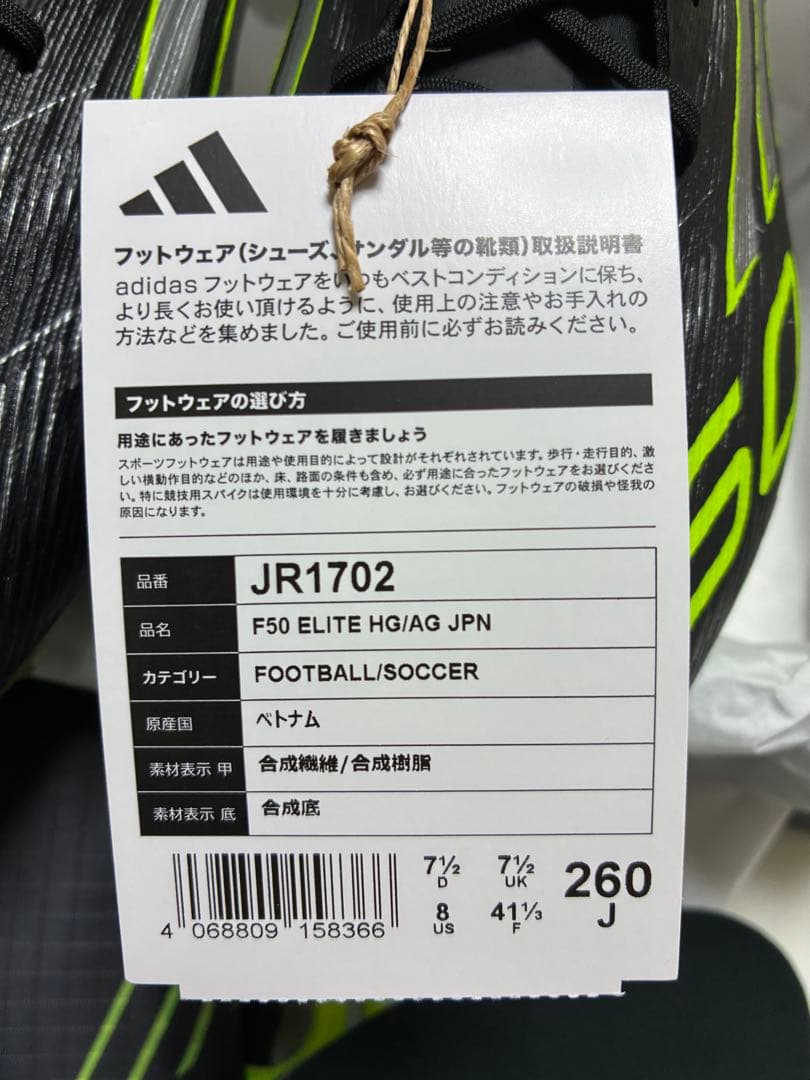 フットウェア(シューズ、サンダル等の靴類)取扱説明書
adidas フットウェアをいつもベストコンディションに保ち、
より長くお使い頂けるように、使用上の注意やお手入れの
方法などを集めました。ご使用前に必ずお読みください。
フットウェアの選び方
用途にあったフットウェアを履きましょう
スポーツフットウェアは用途や使用目的によって設計がそれぞれされています。歩行・走行目的、激
しい横動作目的などのほか、床、路面の条件も含め、必ず用途に合ったフットウェアをお選びくださ
い。特に競技用スパイクは使用環境を十分に考慮し、お選びください。フットウェアの破損や怪我の
原因になります。
品番 JR1702
品名 F50 ELITE HG/AG JPN
カテゴリー FOOTBALL/SOCCER
原産国 ベトナム
素材表示 甲 合成繊維/合成樹脂
素材表示 底 合成底
7½ 7½ 260
D UK J
8 41⅓
US F
4 068809 158366